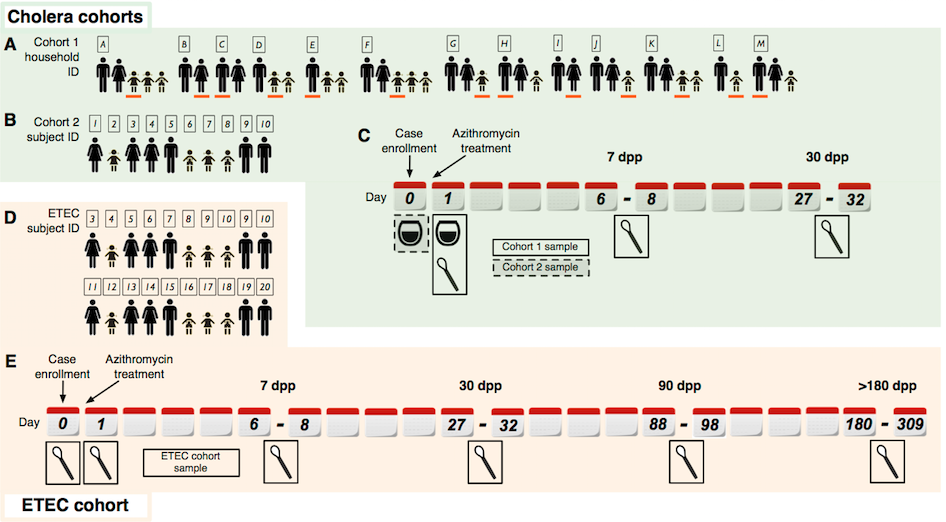 Cholera cohorts
A Cohort 1 household ID
A B C D E F G H I J K L M
B Cohort 2 subject ID
1 2 3 4 5 6 7 8 9 10
C
Case enrollment
Azithromycin treatment
7 dpp 30 dpp
Day 0 1 6 - 8 27 - 32
Cohort 1 sample
Cohort 2 sample
D ETEC subject ID
3 4 5 6 7 8 9 10 9 10
11 12 13 14 15 16 17 18 19 20
E
Case enrollment
Azithromycin treatment
7 dpp 30 dpp 90 dpp >180 dpp
Day 0 1 6 - 8 27 - 32 88 - 98 180 - 309
ETEC cohort sample
ETEC cohort